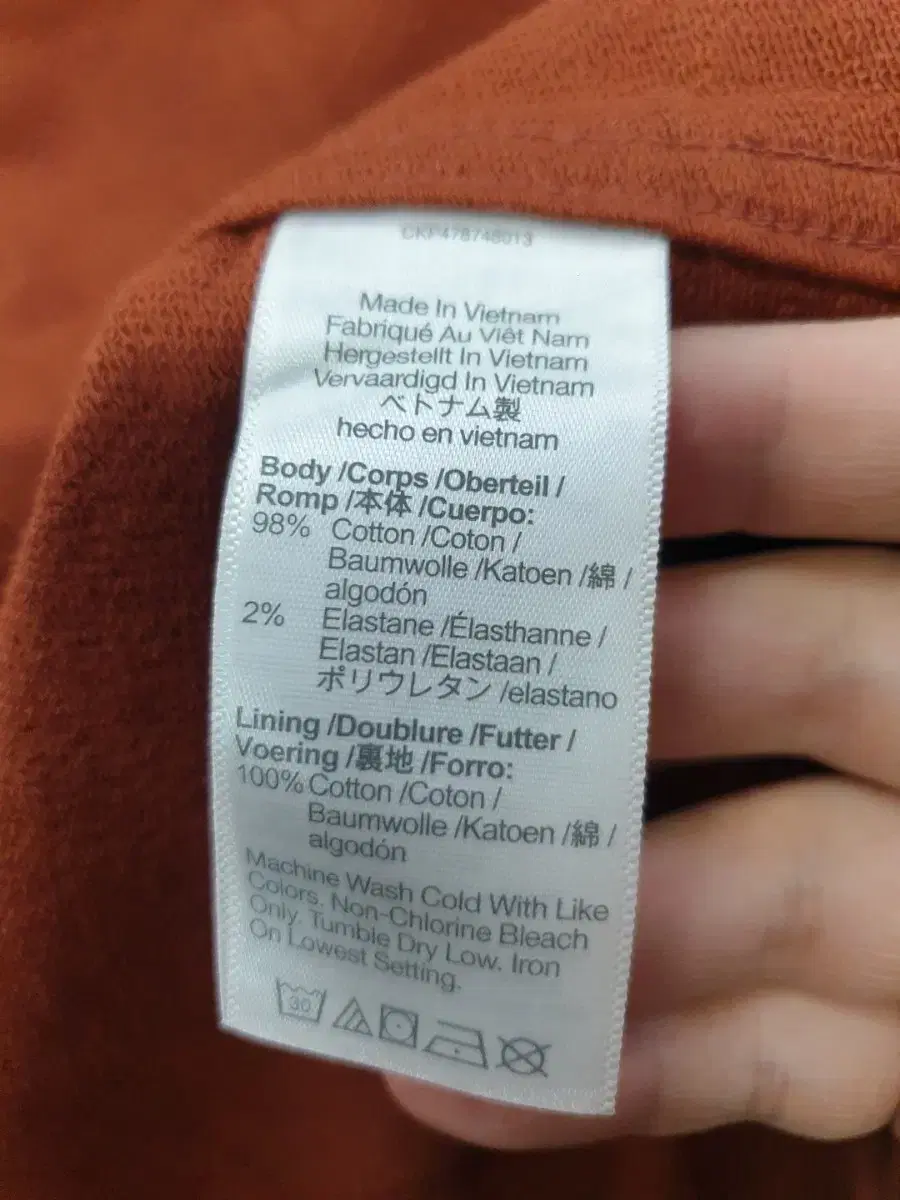 CKF478748013
Made In Vietnam
Fabriqué Au Viêt Nam
Hergestellt In Vietnam
Vervaardigd In Vietnam
ベトナム製
hecho en vietnam
Body /Corps /Oberteil /
Romp /本体 /Cuerpo:
98% Cotton /Coton /
Baumwolle /Katoen /綿 /
algodón
2% Elastane /Élasthanne /
Elastan /Elastaan /
ポリウレタン /elastano
Lining /Doublure /Futter /
Voering /裏地 /Forro:
100% Cotton /Coton /
Baumwolle /Katoen /綿 /
algodón
Machine Wash Cold With Like
Colors. Non-Chlorine Bleach
Only. Tumble Dry Low. Iron
On Lowest Setting.
30